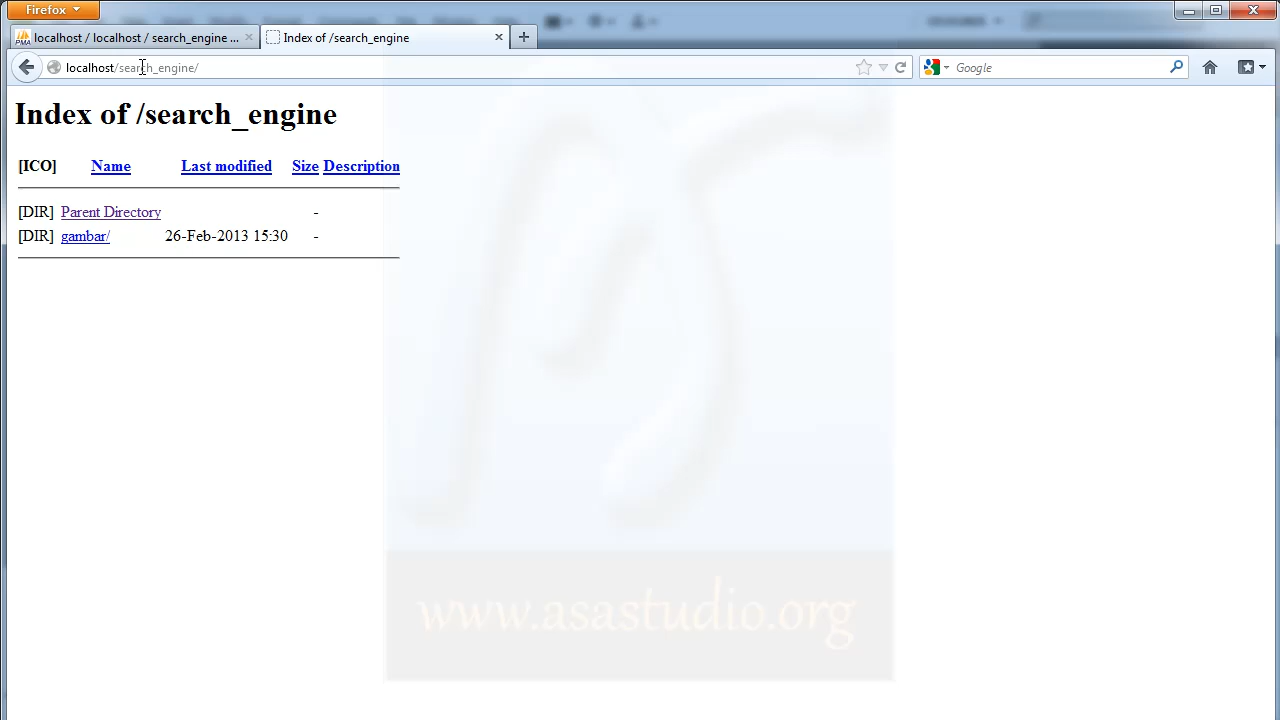 Firefox
localhost / localhost / search_engine ...
Index of /search_engine
localhost/search_engine/
Google
Index of /search_engine
[ICO] Name Last modified Size Description
[DIR] Parent Directory -
[DIR] gambar/ 26-Feb-2013 15:30 -
www.asastudio.org